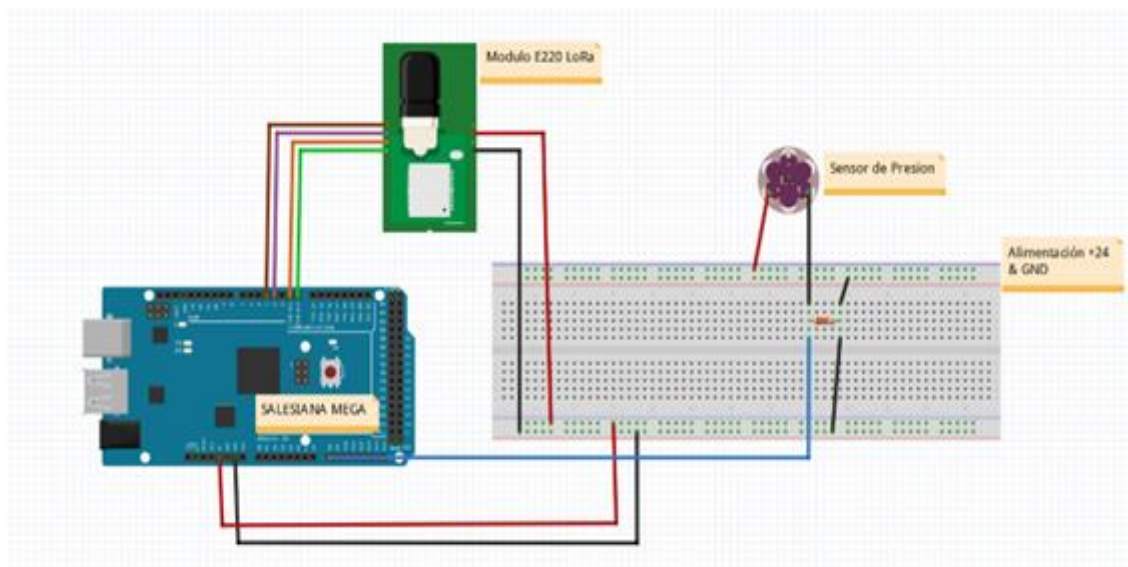 Modulo E220 LoRa
Sensor de Presion
Alimentación +24
& GND
SALESIANA MEGA